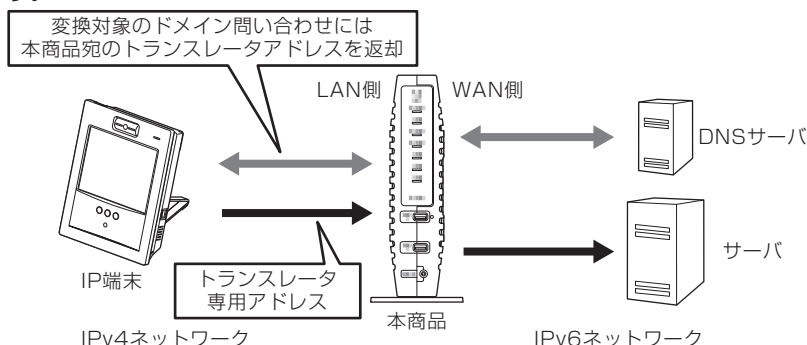 す。
変換対象のドメイン問い合わせには
本商品宛のトランスレータアドレスを返却
LAN側
WAN側
DNSサーバ
サーバ
IP端末
トランスレータ
専用アドレス
本商品
IPv4ネットワーク
IPv6ネットワーク